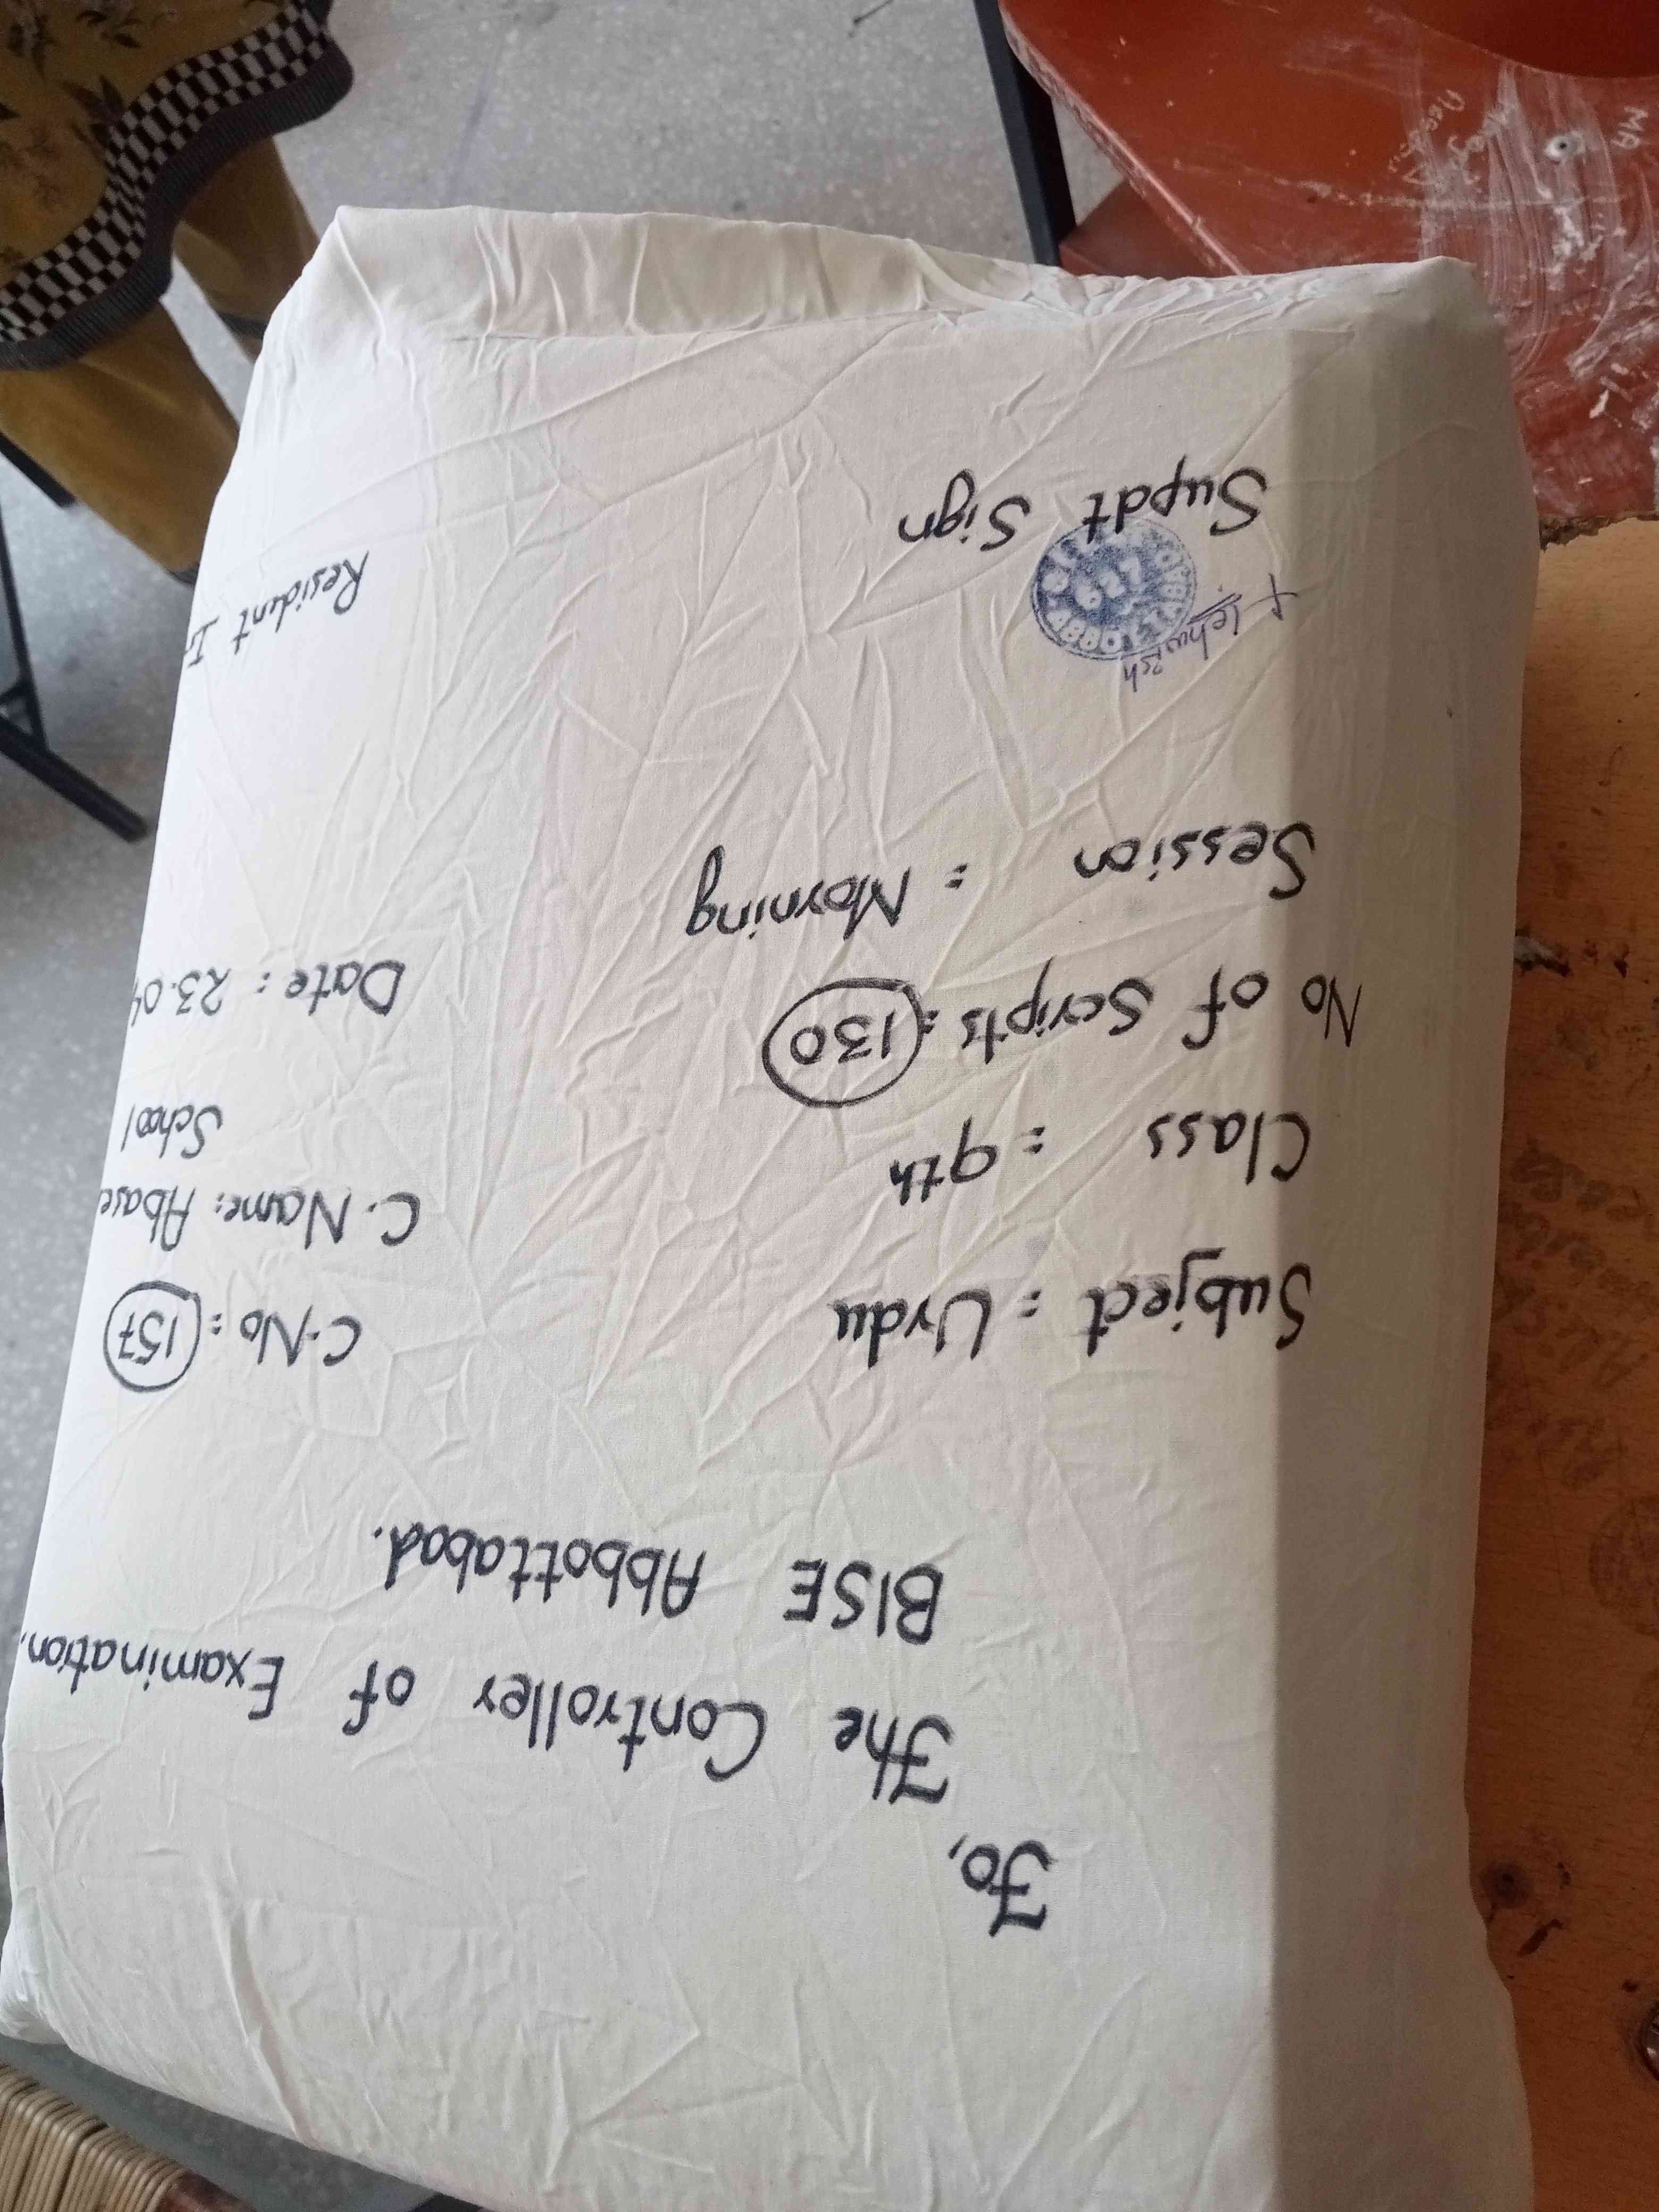 To,
The Controller of Examination.
BISE Abbottabad.
Subject = Urdu
C.No = 157
Class = 9th
C. Name: Abase
School
No of Scripts = 130
Date = 23.04
Session = Morning
Supdt Sign
Resident I